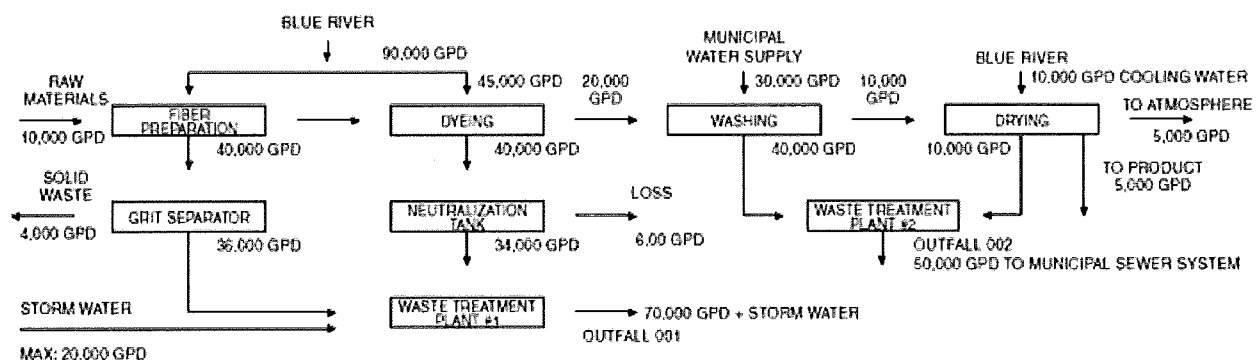 BLUE RIVER
90,000 GPD
45,000 GPD
20,000
GPD
MUNICIPAL
WATER SUPPLY
30,000 GPD
10,000
GPD
BLUE RIVER
10,000 GPD COOLING WATER
RAW
MATERIALS
10,000 GPD
FIBER
PREPARATION
40,000 GPD
DYEING
40,000 GPD
WASHING
40,000 GPD
DRYING
10,000 GPD
TO ATMOSPHERE
5,000 GPD
TO PRODUCT
5,000 GPD
SOLID
WASTE
4,000 GPD
GRIT SEPARATOR
36,000 GPD
NEUTRALIZATION
TANK
34,000 GPD
LOSS
6.00 GPD
WASTE TREATMENT
PLANT #2
OUTFALL 002
50,000 GPD TO MUNICIPAL SEWER SYSTEM
STORM WATER
MAX: 20,000 GPD
WASTE TREATMENT
PLANT #1
70,000 GPD + STORM WATER
OUTFALL 001